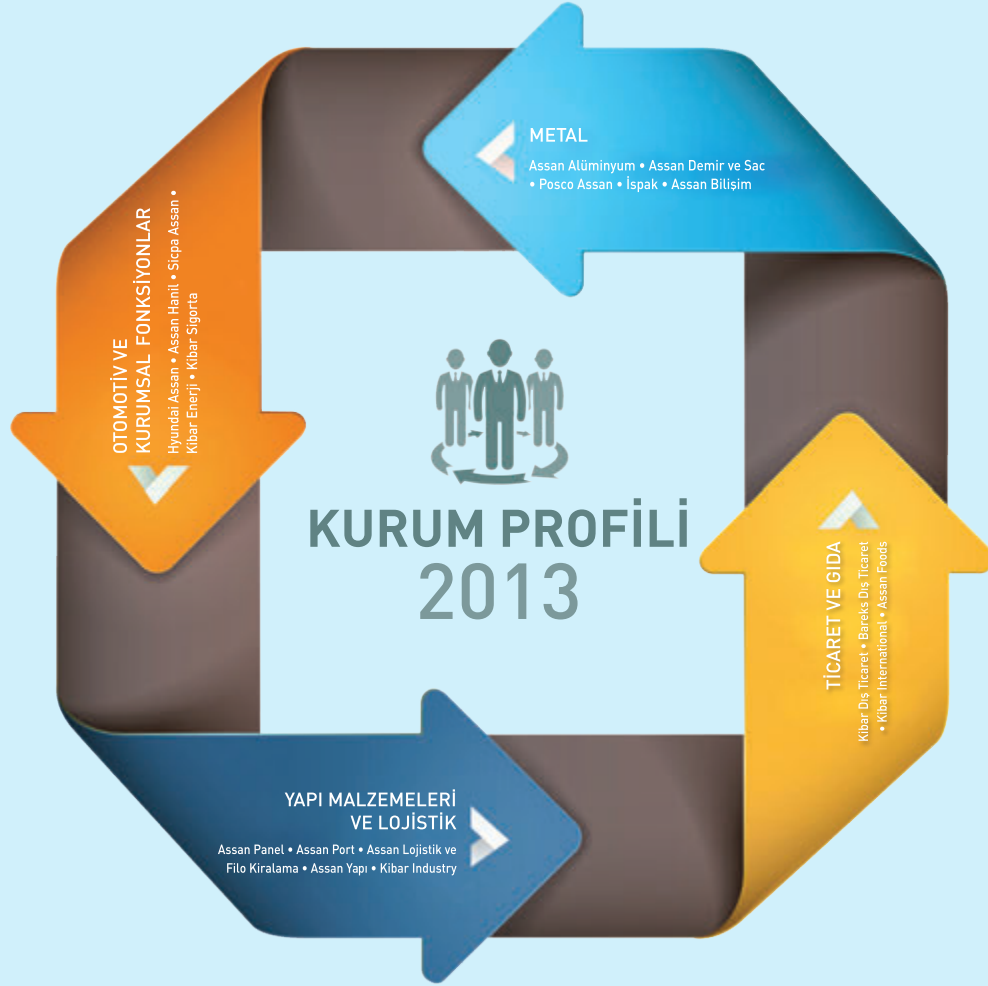 METAL
Assan Alüminyum • Assan Demir ve Sac
• Posco Assan • İspak • Assan Bilişim
OTOMOTİV VE
KURUMSAL FONKSİYONLAR
Hyundai Assan • Assan Hanil • Sicpa Assan •
Kibar Enerji • Kibar Sigorta
KURUM PROFİLİ
2013
TİCARET VE GIDA
Kibar Dış Ticaret • Bareks Dış Ticaret
• Kibar International • Assan Foods
YAPI MALZEMELERİ
VE LOJİSTİK
Assan Panel • Assan Port • Assan Lojistik ve
Filo Kiralama • Assan Yapı • Kibar Industry